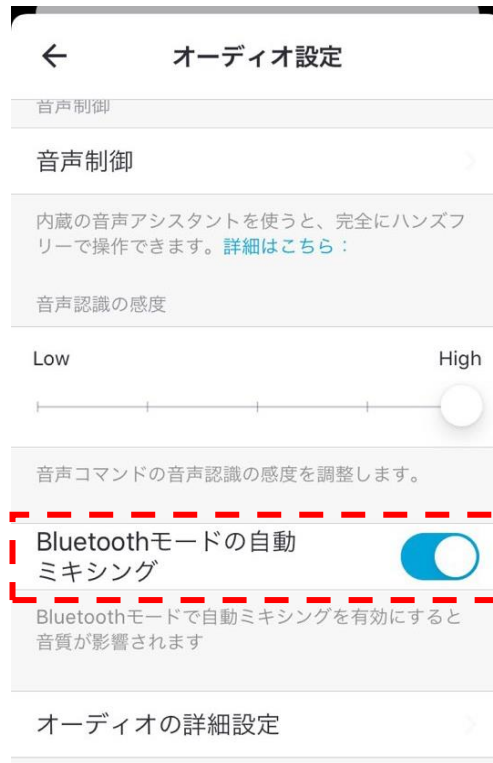 オーディオ設定
音声制御
音声制御
内蔵の音声アシスタントを使うと、完全にハンズフ
リーで操作できます。詳細はこちら：
音声認識の感度
Low High
音声コマンドの音声認識の感度を調整します。
Bluetoothモードの自動
ミキシング
Bluetoothモードで自動ミキシングを有効にすると
音質が影響されます
オーディオの詳細設定